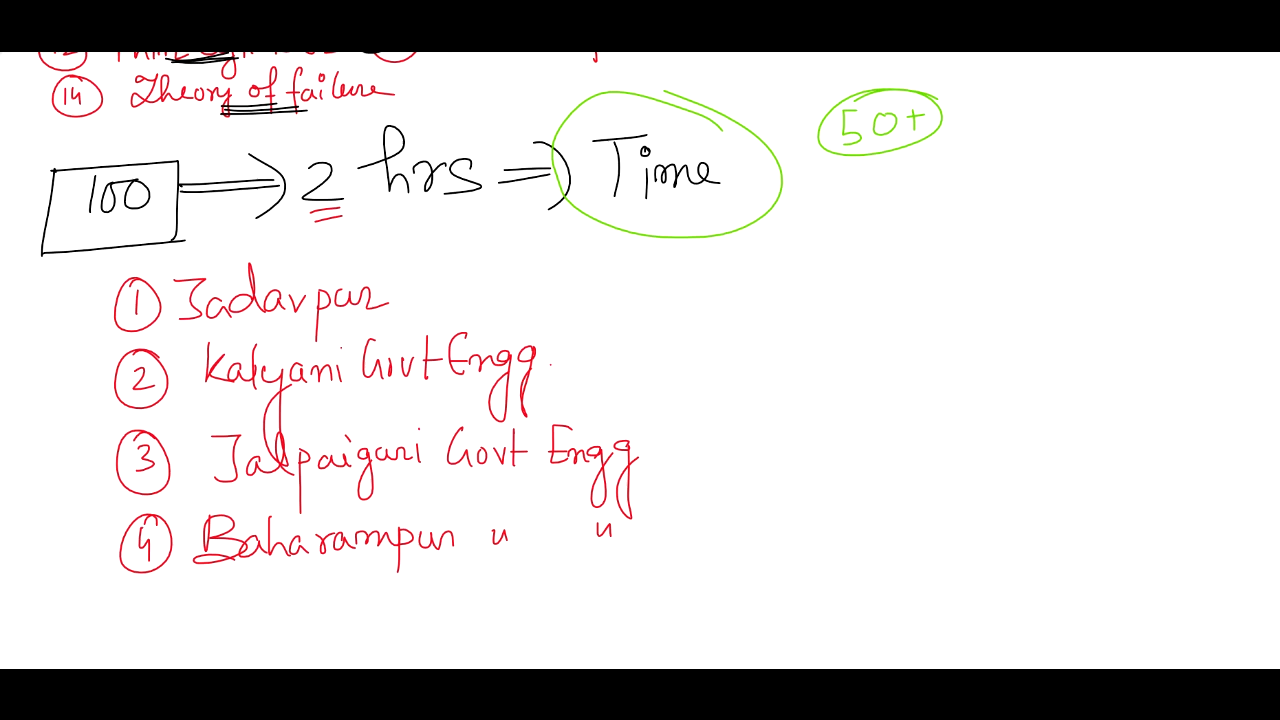 14 Theory of failure
50+
100 ⇒ 2 hrs ⇒ Time
1 Jadavpur
2 Kalyani Govt Engg.
3 Jalpaiguri Govt Engg
4 Baharampur " "